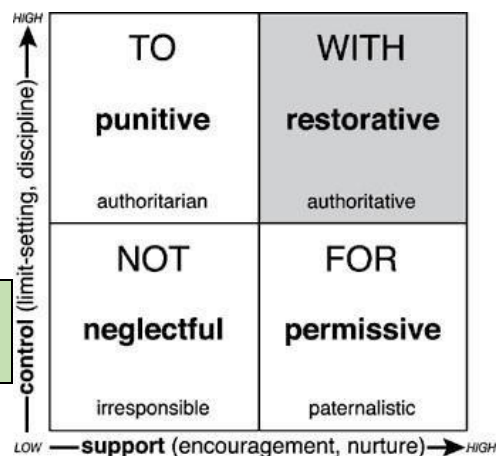 HIGH
control (limit-setting, discipline)
TO
punitive
authoritarian
WITH
restorative
authoritative
NOT
neglectful
irresponsible
FOR
permissive
paternalistic
LOW
support (encouragement, nurture)
HIGH